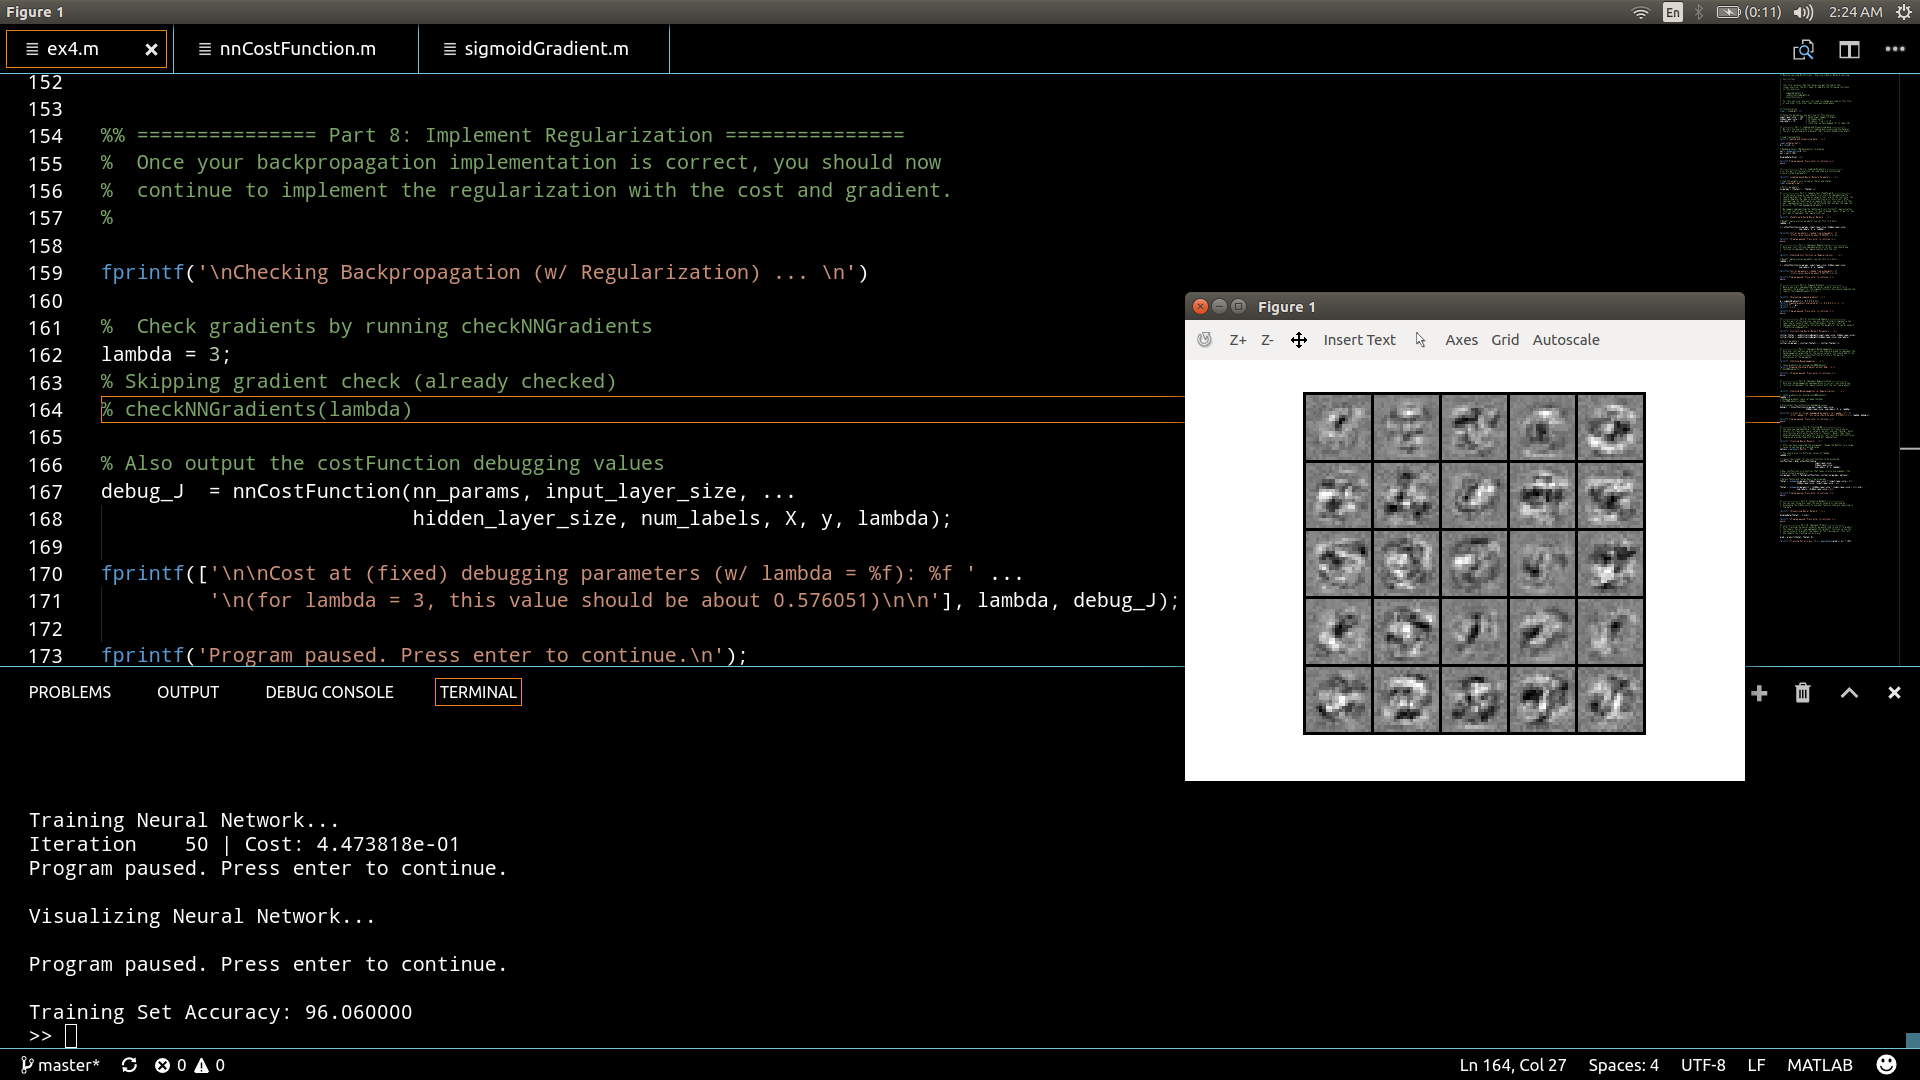 Figure 1
En
(0:11)
2:24 AM
ex4.m
nnCostFunction.m
sigmoidGradient.m
152
153
154 %% =============== Part 8: Implement Regularization ===============
155 %  Once your backpropagation implementation is correct, you should now
156 %  continue to implement the regularization with the cost and gradient.
157 %
158
159 fprintf('\nChecking Backpropagation (w/ Regularization) ... \n')
160
161 %  Check gradients by running checkNNGradients
162 lambda = 3;
163 % Skipping gradient check (already checked)
164 % checkNNGradients(lambda)
165
166 % Also output the costFunction debugging values
167 debug_J  = nnCostFunction(nn_params, input_layer_size, ...
168                           hidden_layer_size, num_labels, X, y, lambda);
169
170 fprintf(['\n\nCost at (fixed) debugging parameters (w/ lambda = %f): %f ' ...
171          '\n(for lambda = 3, this value should be about 0.576051)\n\n'], lambda, debug_J);
172
173 fprintf('Program paused. Press enter to continue.\n');
Figure 1
Z+ Z- Insert Text Axes Grid Autoscale
PROBLEMS OUTPUT DEBUG CONSOLE TERMINAL
Training Neural Network...
Iteration    50 | Cost: 4.473818e-01
Program paused. Press enter to continue.
Visualizing Neural Network...
Program paused. Press enter to continue.
Training Set Accuracy: 96.060000
>>
master* 0 0 Ln 164, Col 27 Spaces: 4 UTF-8 LF MATLAB